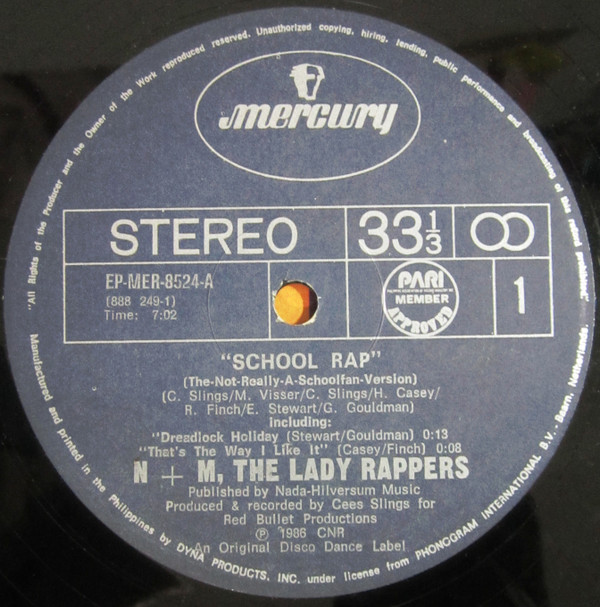 "All Rights of the Producer and the Owner of the Work reproduced reserved. Unauthorized copying, hiring, lending, public performance and broadcasting of this record prohibited."
mercury
STEREO
33 1/3
EP-MER-8524-A
(888 249-1)
Time: 7:02
PARI
MEMBER
APPROVED
1
"SCHOOL RAP"
(The-Not-Really-A-Schoolfan-Version)
(C. Slings/M. Visser/C. Slings/H. Casey/
R. Finch/E. Stewart/G. Gouldman)
Including:
"Dreadlock Holiday (Stewart/Gouldman) 0:13
"That's The Way I Like It" (Casey/Finch) 0:08
N + M, THE LADY RAPPERS
Published by Nada-Hilversum Music
Produced & recorded by Cees Slings for
Red Bullet Productions
Ⓟ 1986 CNR
An Original Disco Dance Label
Manufactured and printed in the Philippines by DYNA PRODUCTS, INC. under license from PHONOGRAM INTERNATIONAL B.V. - Baarn, Netherlands.